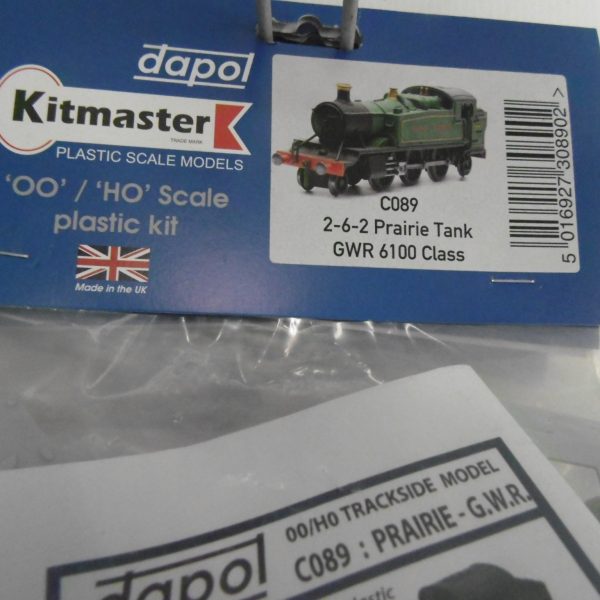 dapol
Kitmaster
TRADE MARK
PLASTIC SCALE MODELS
'OO' / 'HO' Scale
plastic kit
Made in the UK
C089
2-6-2 Prairie Tank
GWR 6100 Class
5 016927 308902 >
00/H0 TRACKSIDE MODEL
dapol
C089 : PRAIRIE - G.W.R.